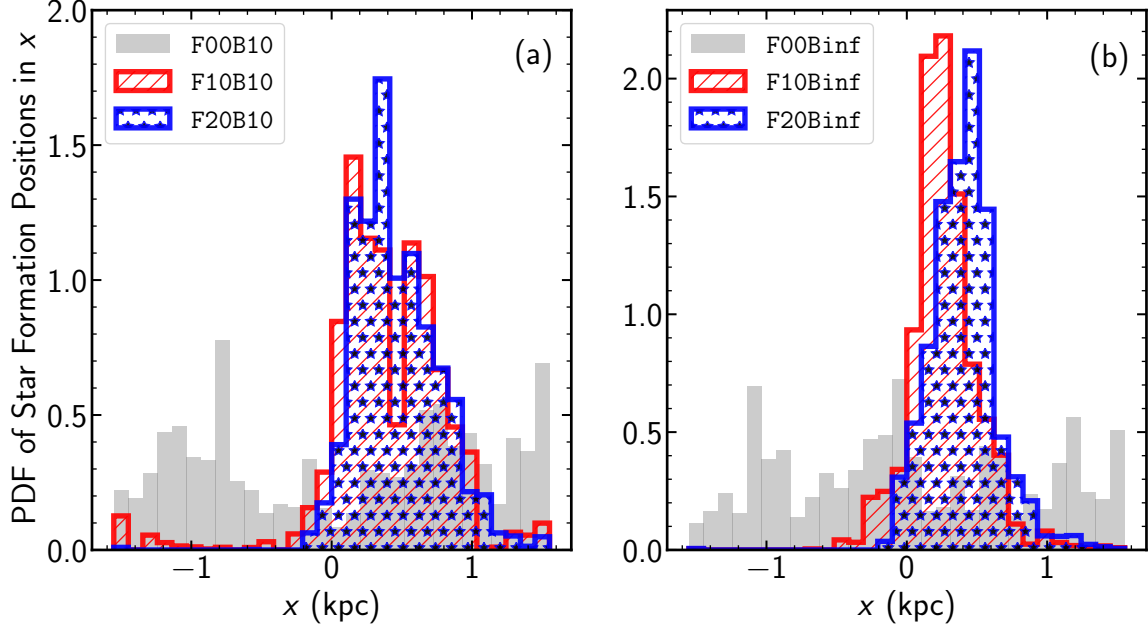 PDF of Star Formation Positions in x
(a)
F00B10
F10B10
F20B10
2.0
1.5
1.0
0.5
0.0
−1
0
1
x (kpc)
(b)
F00Binf
F10Binf
F20Binf
2.0
1.5
1.0
0.5
0.0
−1
0
1
x (kpc)